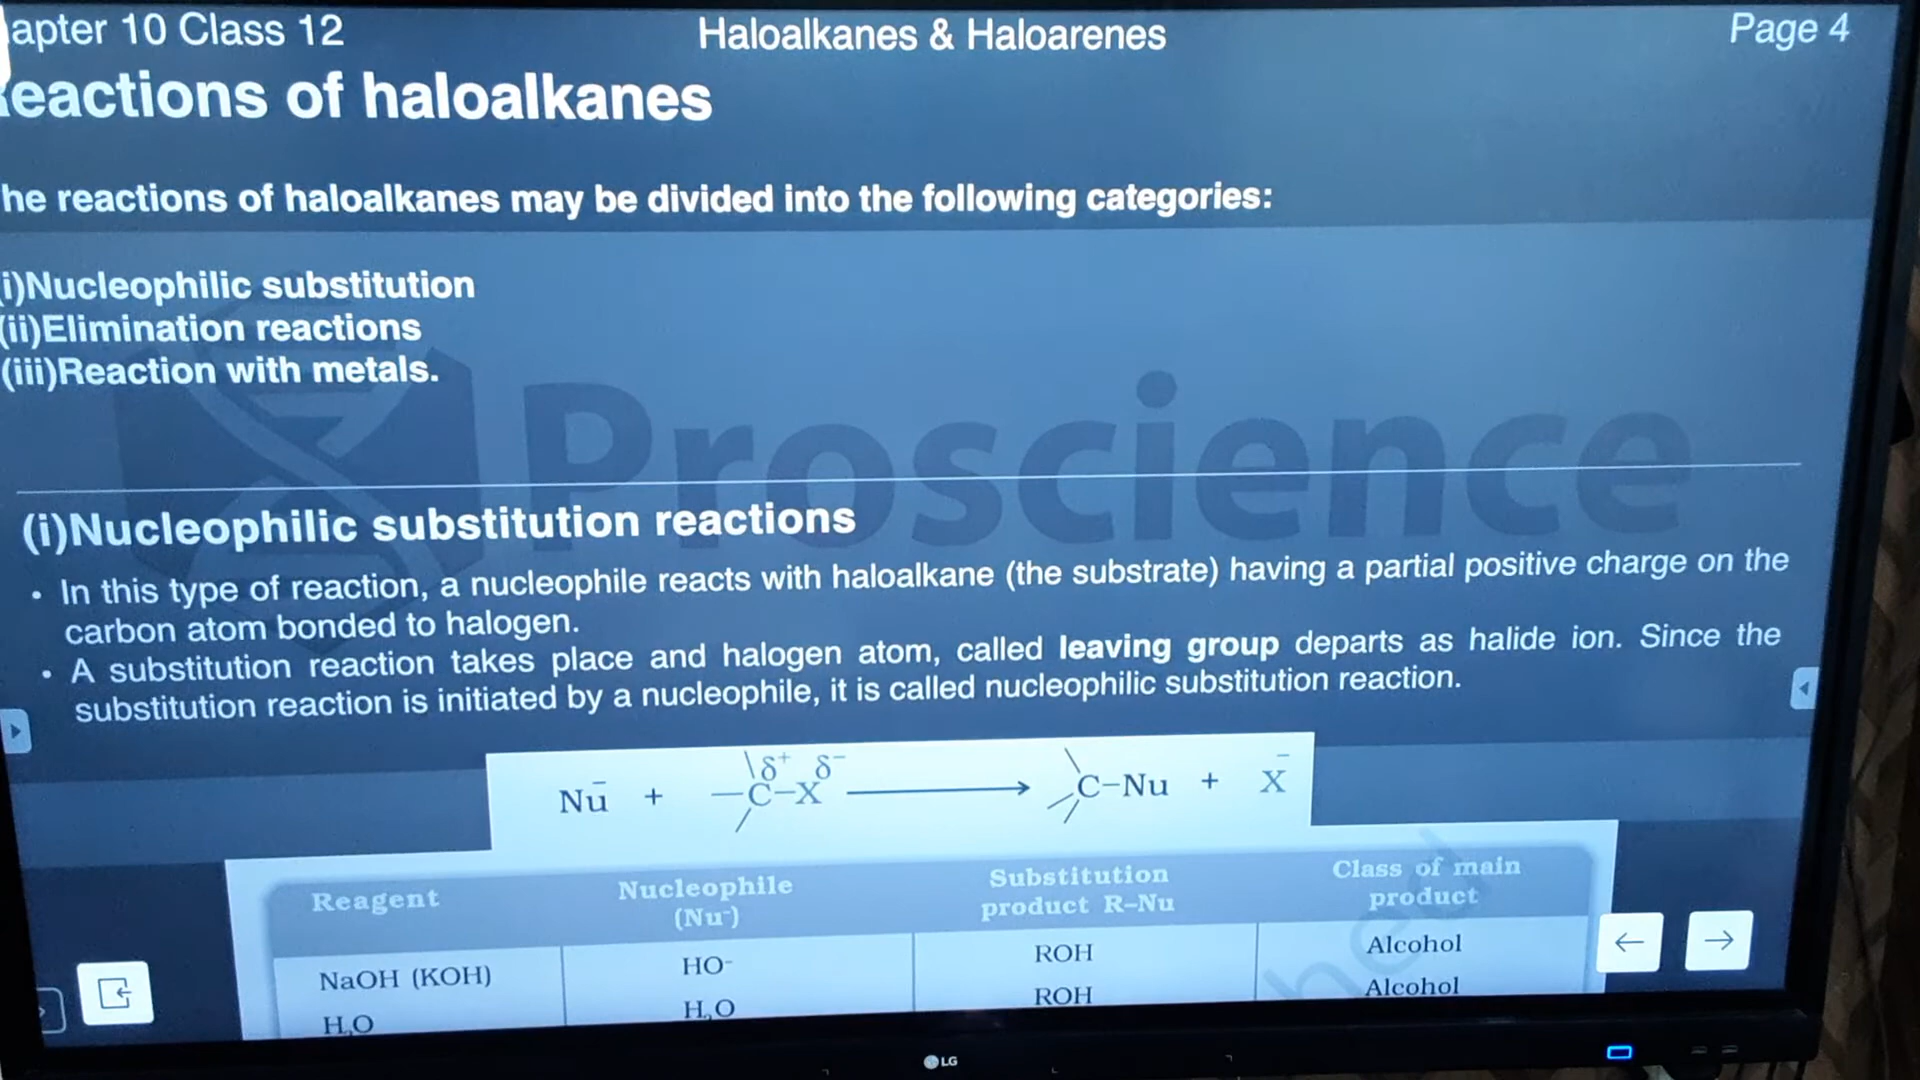 apter 10 Class 12
Haloalkanes & Haloarenes
Page 4
eactions of haloalkanes
he reactions of haloalkanes may be divided into the following categories:
i)Nucleophilic substitution
(ii)Elimination reactions
(iii)Reaction with metals.
Proscience
(i)Nucleophilic substitution reactions
• In this type of reaction, a nucleophile reacts with haloalkane (the substrate) having a partial positive charge on the
carbon atom bonded to halogen.
• A substitution reaction takes place and halogen atom, called leaving group departs as halide ion. Since the
substitution reaction is initiated by a nucleophile, it is called nucleophilic substitution reaction.
δ⁺ δ⁻
Nu⁻ + C–X → C–Nu + X⁻
Reagent
Nucleophile
(Nu⁻)
Substitution
product R–Nu
Class of main
product
NaOH (KOH)
HO⁻
ROH
Alcohol
H₂O
H₂O
ROH
Alcohol
LG